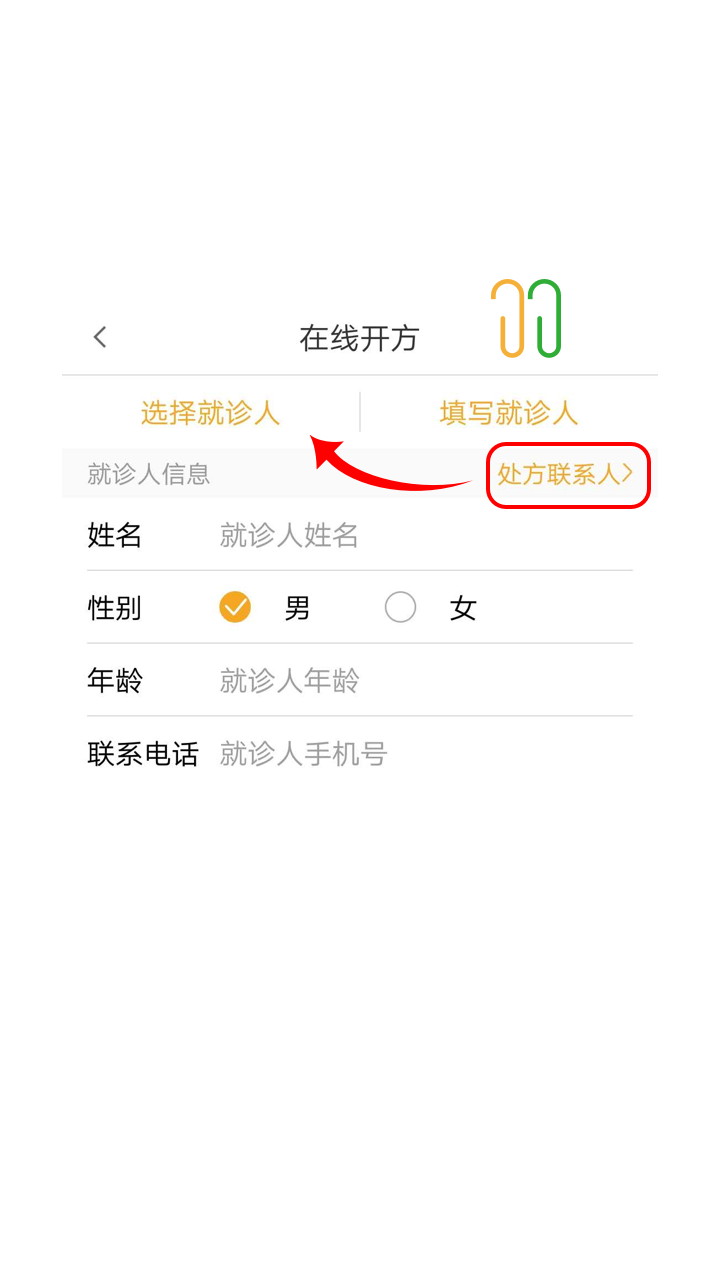 在线开方
选择就诊人 填写就诊人
就诊人信息 处方联系人
姓名 就诊人姓名
性别 男 女
年龄 就诊人年龄
联系电话 就诊人手机号